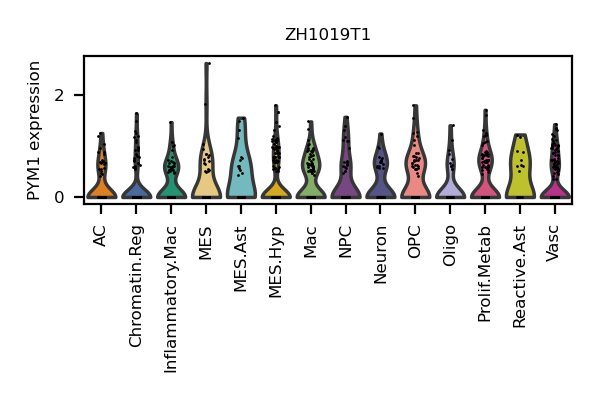 ZH1019T1
PYM1 expression
2
0
AC
Chromatin.Reg
Inflammatory.Mac
MES
MES.Ast
MES.Hyp
Mac
NPC
Neuron
OPC
Oligo
Prolif.Metab
Reactive.Ast
Vasc